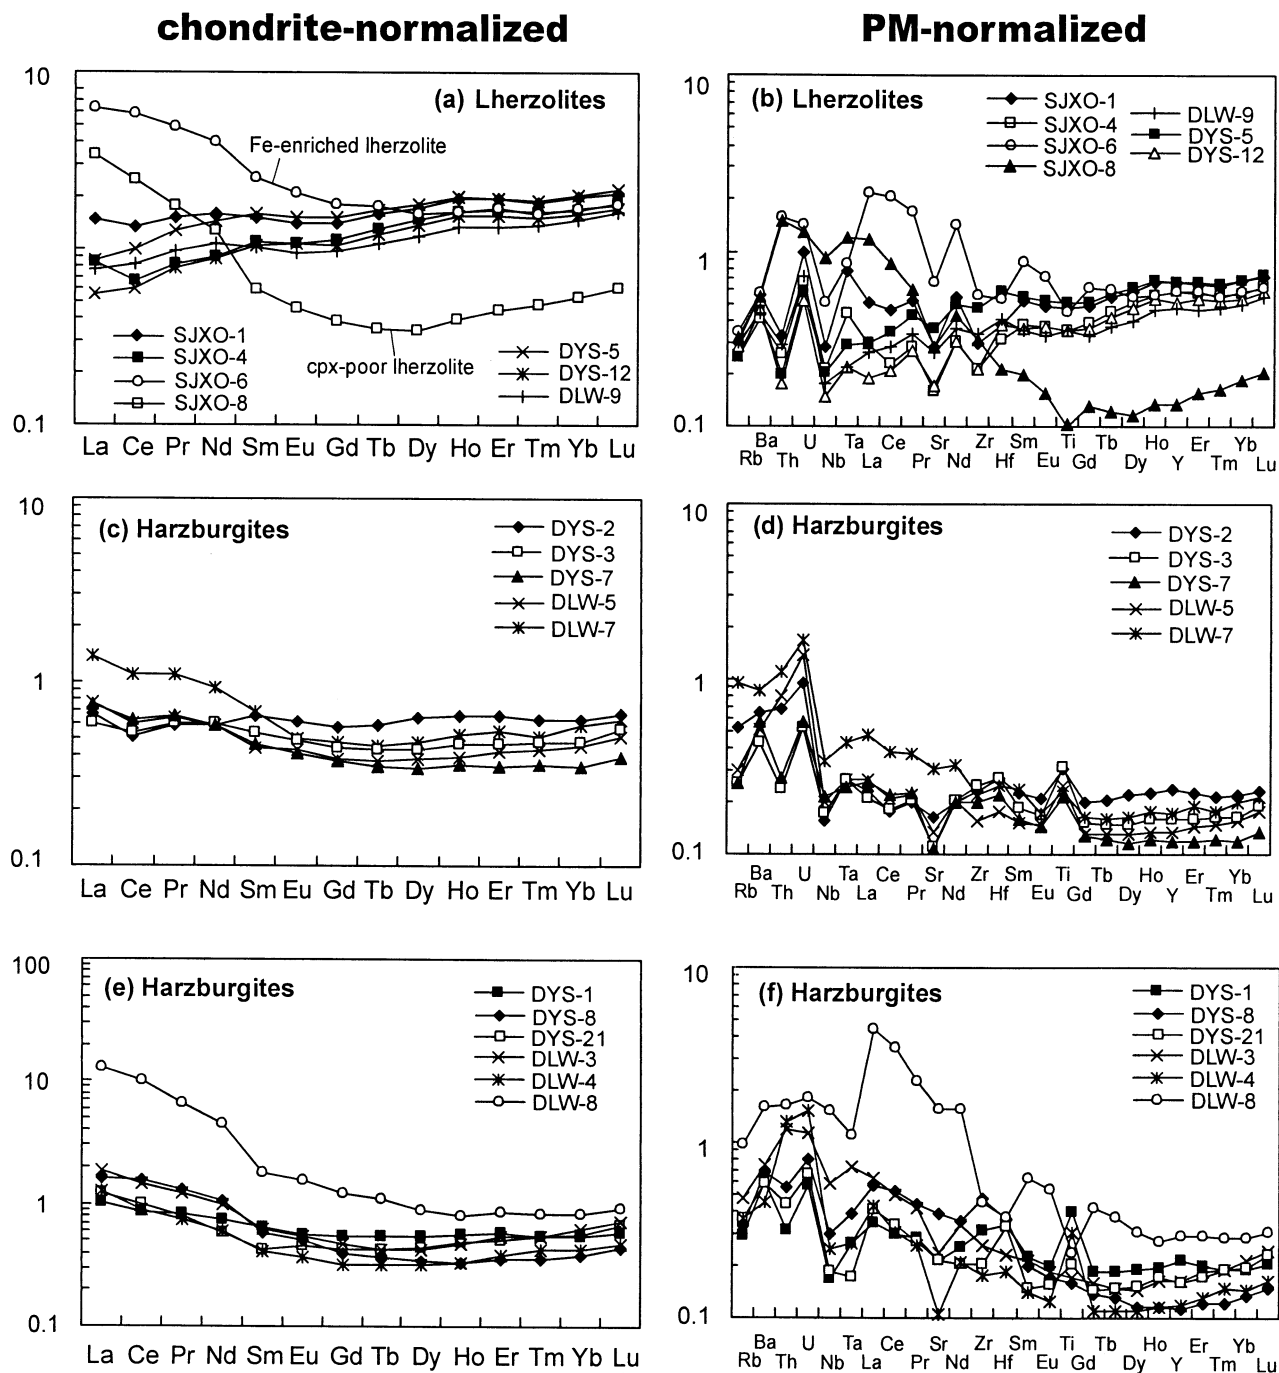 chondrite-normalized
PM-normalized
10
1
0.1
(a) Lherzolites
Fe-enriched lherzolite
cpx-poor lherzolite
SJXO-1
SJXO-4
SJXO-6
SJXO-8
DYS-5
DYS-12
DLW-9
La Ce Pr Nd Sm Eu Gd Tb Dy Ho Er Tm Yb Lu
10
1
0.1
(b) Lherzolites
SJXO-1
SJXO-4
SJXO-6
SJXO-8
DLW-9
DYS-5
DYS-12
Ba U Ta Ce Sr Zr Sm Ti Tb Ho Er Yb
Rb Th Nb La Pr Nd Hf Eu Gd Dy Y Tm Lu
10
1
0.1
(c) Harzburgites
DYS-2
DYS-3
DYS-7
DLW-5
DLW-7
La Ce Pr Nd Sm Eu Gd Tb Dy Ho Er Tm Yb Lu
10
1
0.1
(d) Harzburgites
DYS-2
DYS-3
DYS-7
DLW-5
DLW-7
Ba U Ta Ce Sr Zr Sm Ti Tb Ho Er Yb
Rb Th Nb La Pr Nd Hf Eu Gd Dy Y Tm Lu
100
10
1
0.1
(e) Harzburgites
DYS-1
DYS-8
DYS-21
DLW-3
DLW-4
DLW-8
La Ce Pr Nd Sm Eu Gd Tb Dy Ho Er Tm Yb Lu
10
1
0.1
(f) Harzburgites
DYS-1
DYS-8
DYS-21
DLW-3
DLW-4
DLW-8
Ba U Ta Ce Sr Zr Sm Ti Tb Ho Er Yb
Rb Th Nb La Pr Nd Hf Eu Gd Dy Y Tm Lu